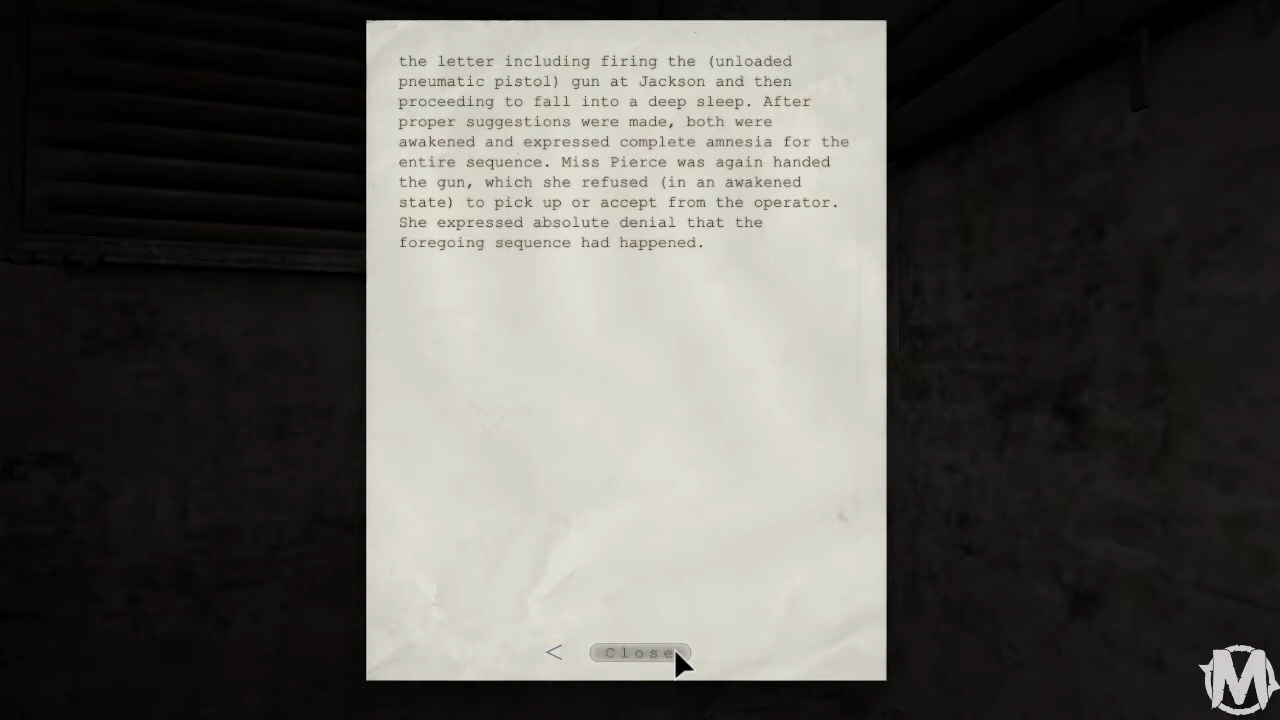 the letter including firing the (unloaded
pneumatic pistol) gun at Jackson and then
proceeding to fall into a deep sleep. After
proper suggestions were made, both were
awakened and expressed complete amnesia for the
entire sequence. Miss Pierce was again handed
the gun, which she refused (in an awakened
state) to pick up or accept from the operator.
She expressed absolute denial that the
foregoing sequence had happened.
< Close
M